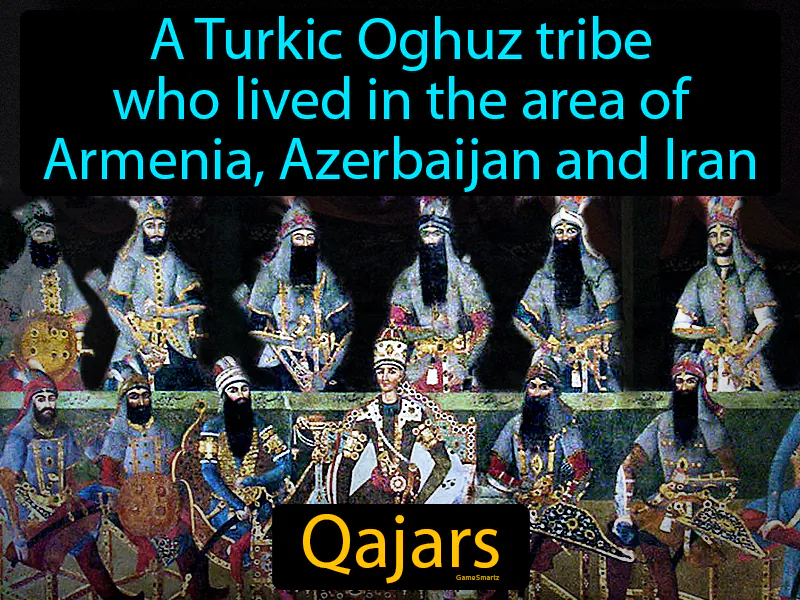 A Turkic Oghuz tribe
who lived in the area of
Armenia, Azerbaijan and Iran
Qajars
GameSmartz